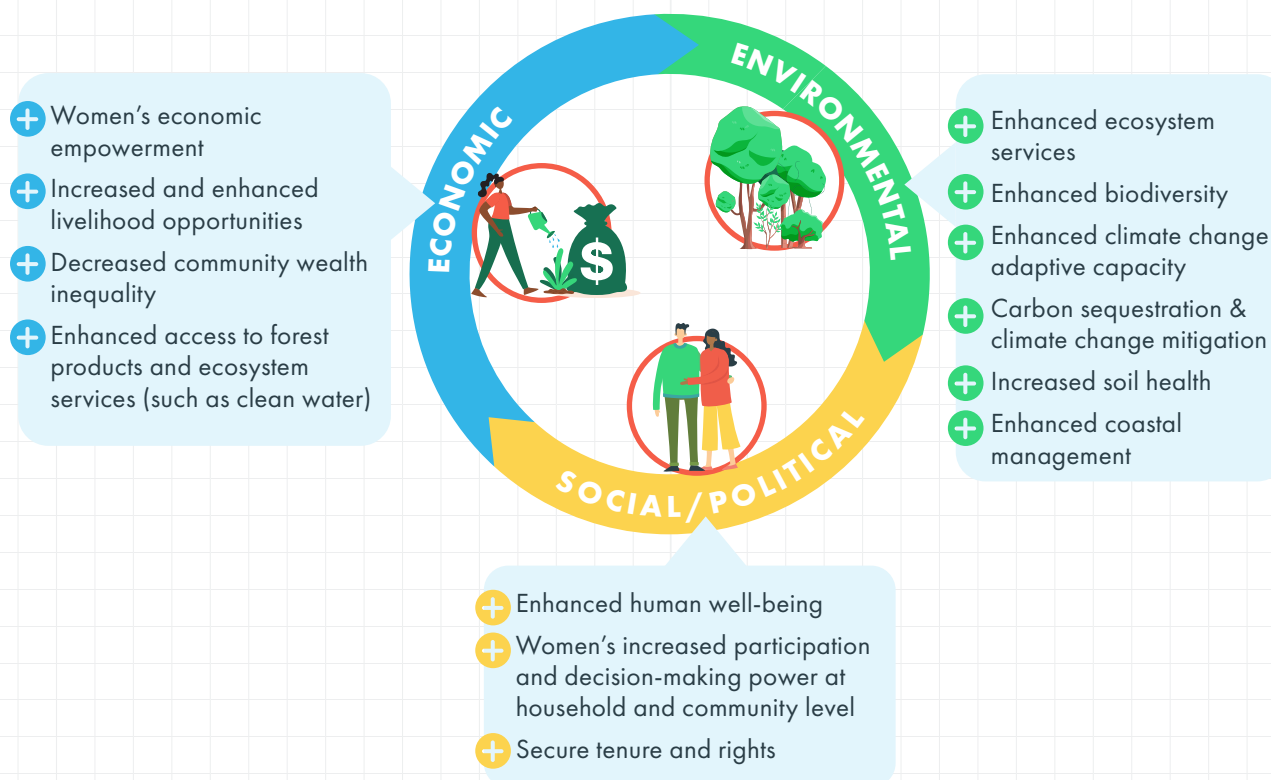 ECONOMIC
Women’s economic
empowerment
Increased and enhanced
livelihood opportunities
Decreased community wealth
inequality
Enhanced access to forest
products and ecosystem
services (such as clean water)
$
ENVIRONMENTAL
Enhanced ecosystem
services
Enhanced biodiversity
Enhanced climate change
adaptive capacity
Carbon sequestration &
climate change mitigation
Increased soil health
Enhanced coastal
management
SOCIAL/POLITICAL
Enhanced human well-being
Women’s increased participation
and decision-making power at
household and community level
Secure tenure and rights